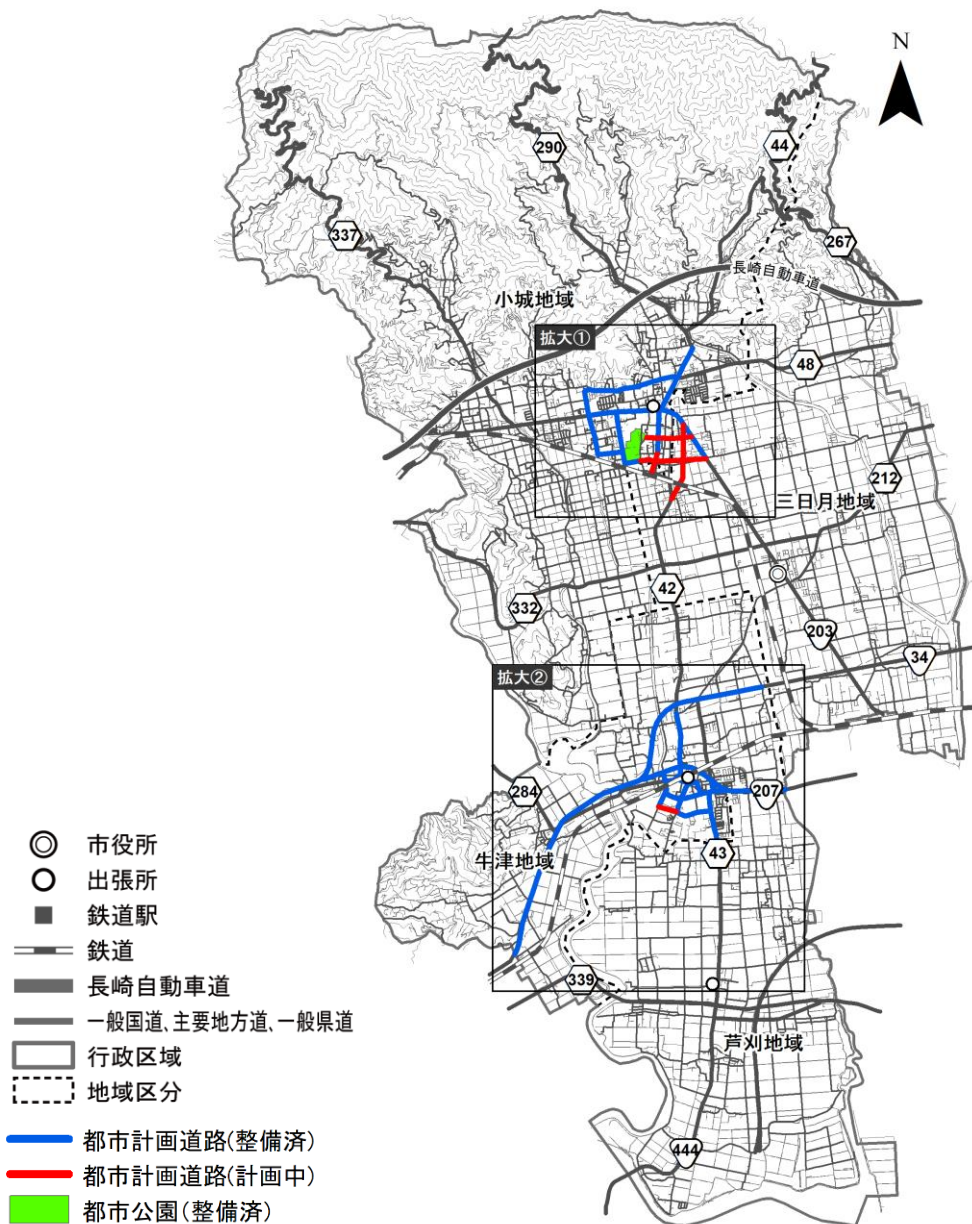 N
290
44
337
267
長崎自動車道
小城地域
拡大①
48
212
三日月地域
332
42
203
34
拡大②
284
207
43
牛津地域
339
芦刈地域
444
市役所
出張所
鉄道駅
鉄道
長崎自動車道
一般国道、主要地方道、一般県道
行政区域
地域区分
都市計画道路(整備済)
都市計画道路(計画中)
都市公園(整備済)